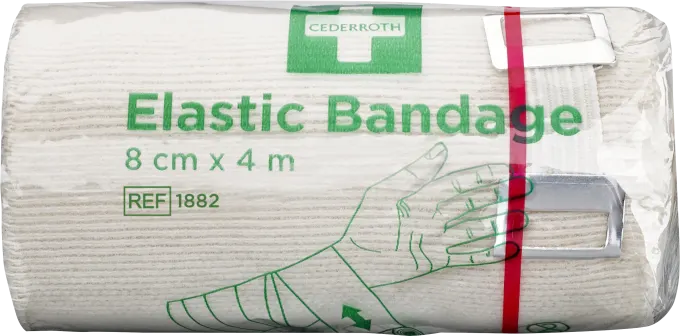 CEDERROTH
Elastic Bandage
8 cm x 4 m
REF 1882